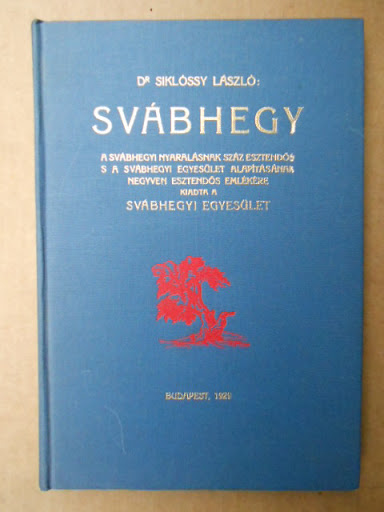 DR SIKLÓSSY LÁSZLÓ:
SVÁBHEGY
A SVÁBHEGYI NYARALÁSNAK SZÁZ ESZTENDŐS
S A SVÁBHEGYI EGYESÜLET ALAPÍTÁSÁNAK
NEGYVEN ESZTENDŐS EMLÉKÉRE
KIADTA A
SVÁBHEGYI EGYESÜLET
BUDAPEST, 1929